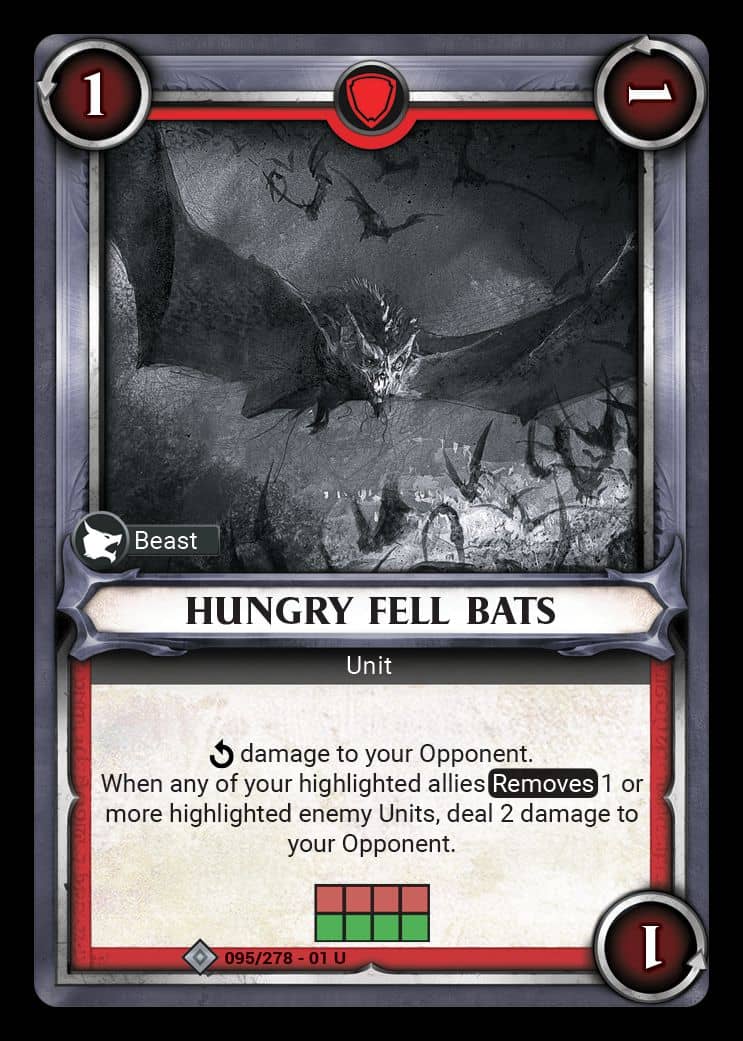 1
1
Beast
HUNGRY FELL BATS
Unit
damage to your Opponent.
When any of your highlighted allies Removes 1 or
more highlighted enemy Units, deal 2 damage to
your Opponent.
095/278 - 01 U
1